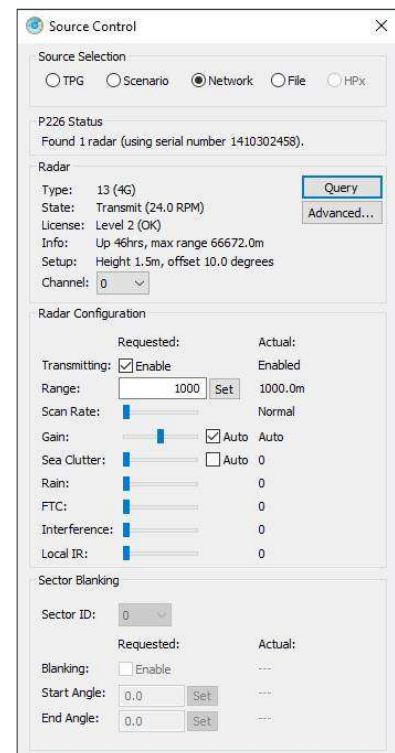 Source Control
Source Selection
TPG Scenario Network File HPx
P226 Status
Found 1 radar (using serial number 1410302458).
Radar
Type: 13 (4G) Query
State: Transmit (24.0 RPM) Advanced...
License: Level 2 (OK)
Info: Up 46hrs, max range 66672.0m
Setup: Height 1.5m, offset 10.0 degrees
Channel: 0
Radar Configuration
Requested: Actual:
Transmitting: Enable Enabled
Range: 1000 Set 1000.0m
Scan Rate: Normal
Gain: Auto Auto
Sea Clutter: Auto 0
Rain: 0
FTC: 0
Interference: 0
Local IR: 0
Sector Blanking
Sector ID: 0
Requested: Actual:
Blanking: Enable ---
Start Angle: 0.0 Set ---
End Angle: 0.0 Set ---